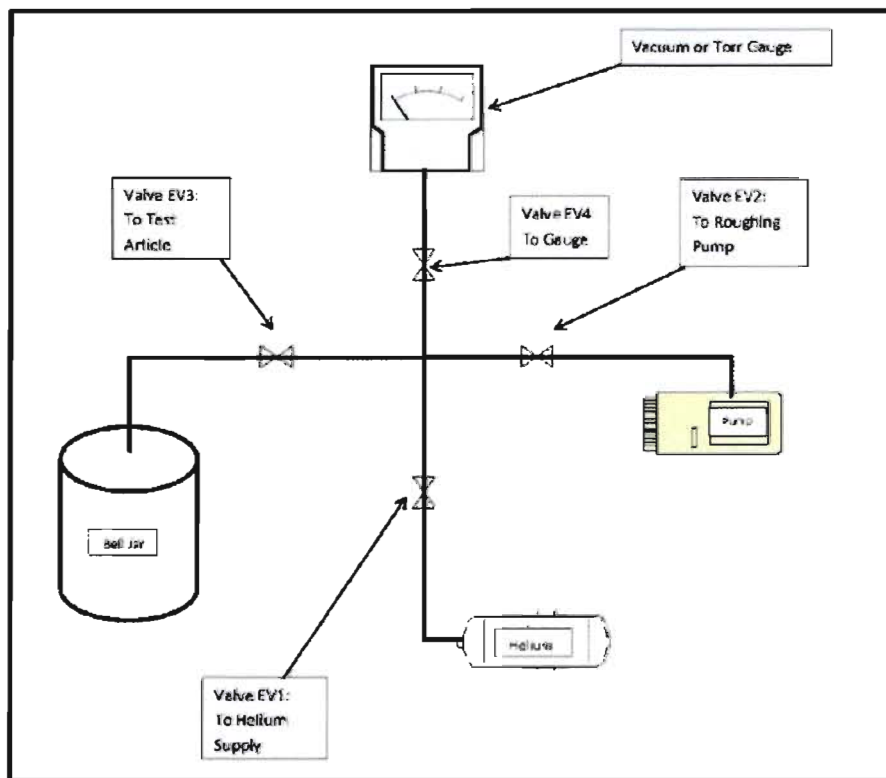 Vacuum or Torr Gauge
Valve EV3:
To Test
Article
Valve EV4
To Gauge
Valve EV2:
To Roughing
Pump
Pump
Bell Jar
Helium
Valve EV1:
To Helium
Supply